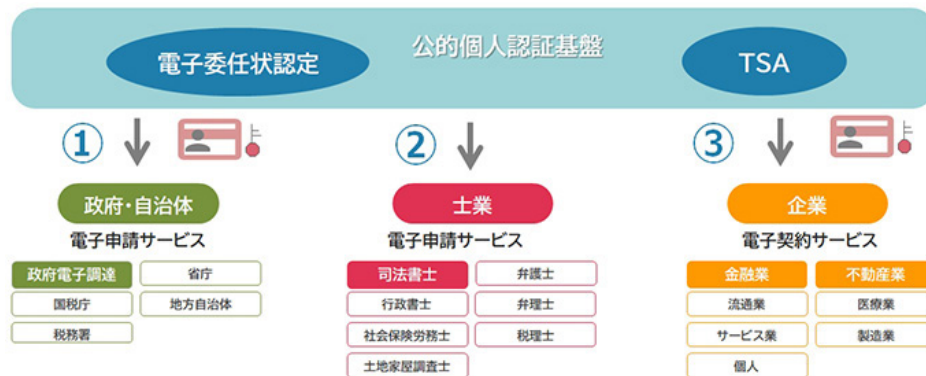 公的個人認証基盤
電子委任状認定
TSA
①
②
③
政府・自治体
電子申請サービス
政府電子調達
省庁
国税庁
地方自治体
税務署
士業
電子申請サービス
司法書士
弁護士
行政書士
弁理士
社会保険労務士
税理士
土地家屋調査士
企業
電子契約サービス
金融業
不動産業
流通業
医療業
サービス業
製造業
個人